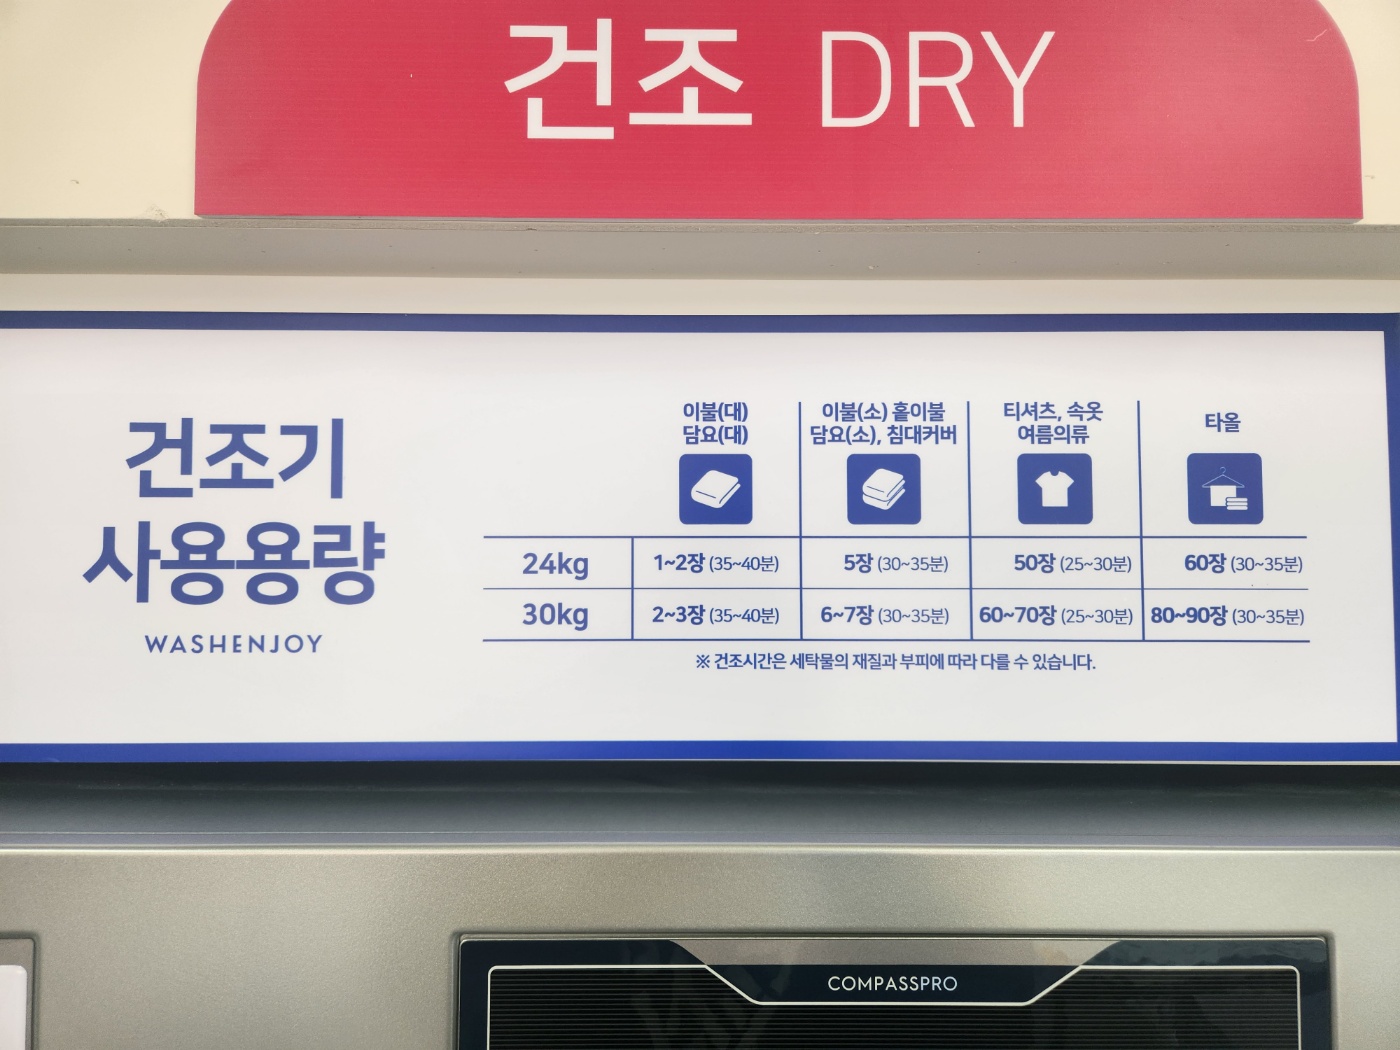 건조 DRY
건조기
사용용량
WASHENJOY
이불(대)
담요(대)
이불(소) 홑이불
담요(소), 침대커버
티셔츠, 속옷
여름의류
타올
24kg 1~2장 (35~40분) 5장 (30~35분) 50장 (25~30분) 60장 (30~35분)
30kg 2~3장 (35~40분) 6~7장 (30~35분) 60~70장 (25~30분) 80~90장 (30~35분)
※ 건조시간은 세탁물의 재질과 부피에 따라 다를 수 있습니다.
COMPASSPRO